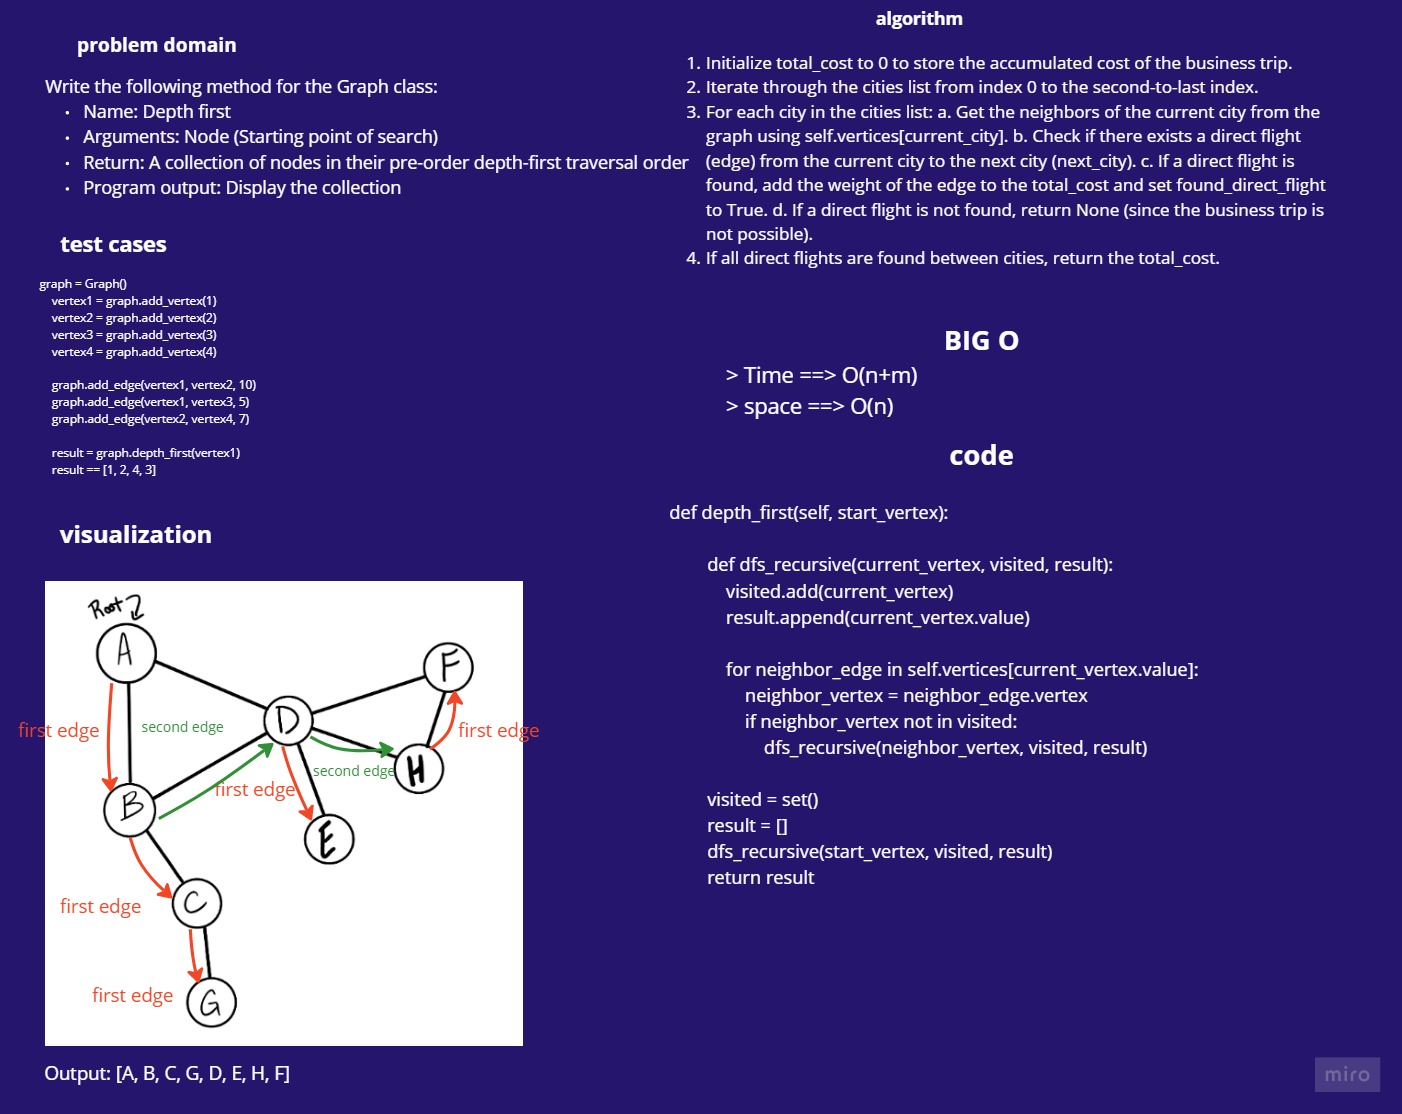 problem domain
Write the following method for the Graph class:
• Name: Depth first
• Arguments: Node (Starting point of search)
• Return: A collection of nodes in their pre-order depth-first traversal order
• Program output: Display the collection
test cases
graph = Graph()
vertex1 = graph.add_vertex(1)
vertex2 = graph.add_vertex(2)
vertex3 = graph.add_vertex(3)
vertex4 = graph.add_vertex(4)
graph.add_edge(vertex1, vertex2, 10)
graph.add_edge(vertex1, vertex3, 5)
graph.add_edge(vertex2, vertex4, 7)
result = graph.depth_first(vertex1)
result == [1, 2, 4, 3]
visualization
Root
A
F
first edge
second edge
D
first edge
second edge
H
first edge
B
E
C
first edge
first edge
G
Output: [A, B, C, G, D, E, H, F]
algorithm
1. Initialize total_cost to 0 to store the accumulated cost of the business trip.
2. Iterate through the cities list from index 0 to the second-to-last index.
3. For each city in the cities list: a. Get the neighbors of the current city from the
graph using self.vertices[current_city]. b. Check if there exists a direct flight
(edge) from the current city to the next city (next_city). c. If a direct flight is
found, add the weight of the edge to the total_cost and set found_direct_flight
to True. d. If a direct flight is not found, return None (since the business trip is
not possible).
4. If all direct flights are found between cities, return the total_cost.
BIG O
> Time ==> O(n+m)
> space ==> O(n)
code
def depth_first(self, start_vertex):
def dfs_recursive(current_vertex, visited, result):
visited.add(current_vertex)
result.append(current_vertex.value)
for neighbor_edge in self.vertices[current_vertex.value]:
neighbor_vertex = neighbor_edge.vertex
if neighbor_vertex not in visited:
dfs_recursive(neighbor_vertex, visited, result)
visited = set()
result = []
dfs_recursive(start_vertex, visited, result)
return result
miro